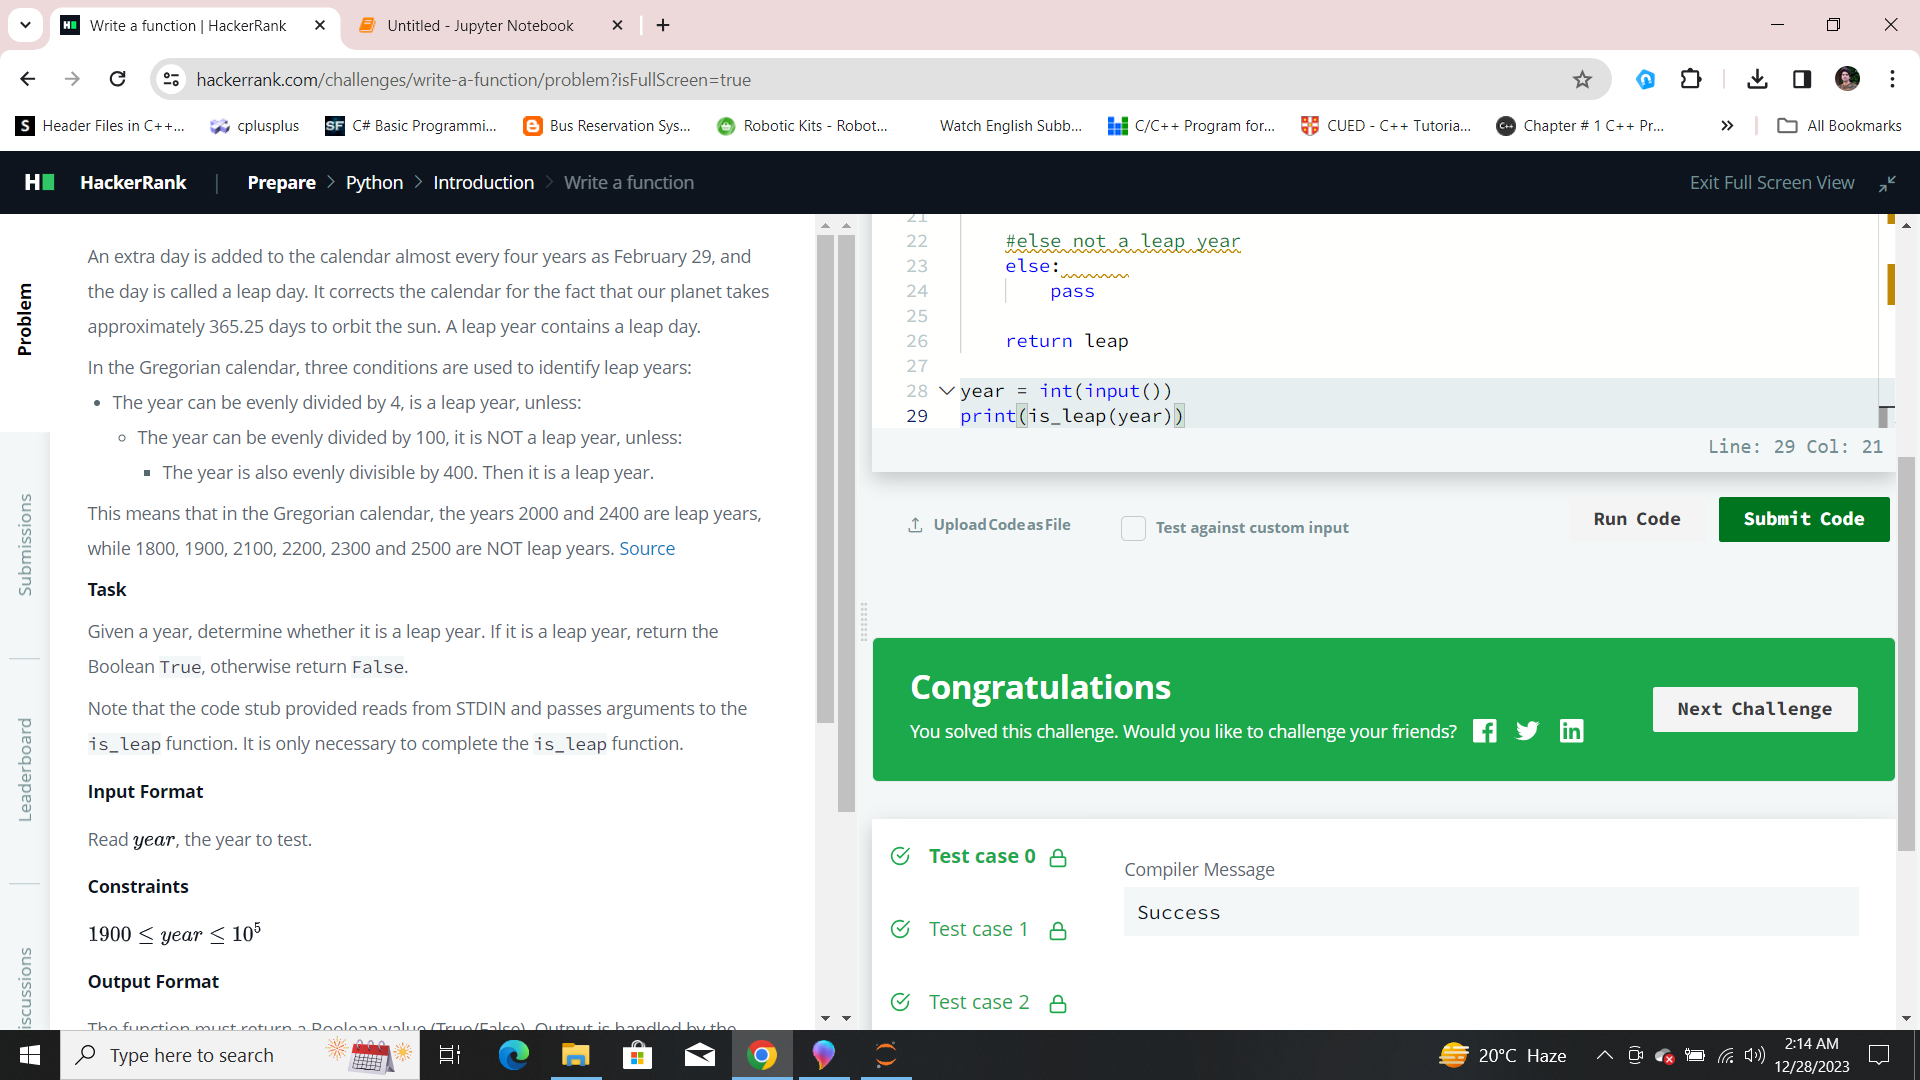 Write a function | HackerRank
Untitled - Jupyter Notebook
hackerrank.com/challenges/write-a-function/problem?isFullScreen=true
Header Files in C++...
cplusplus
C# Basic Programmi...
Bus Reservation Sys...
Robotic Kits - Robot...
Watch English Subb...
C/C++ Program for...
CUED - C++ Tutoria...
Chapter # 1 C++ Pr...
All Bookmarks
HackerRank
Prepare
Python
Introduction
Write a function
Exit Full Screen View
Problem
Submissions
Leaderboard
An extra day is added to the calendar almost every four years as February 29, and
the day is called a leap day. It corrects the calendar for the fact that our planet takes
approximately 365.25 days to orbit the sun. A leap year contains a leap day.
In the Gregorian calendar, three conditions are used to identify leap years:
• The year can be evenly divided by 4, is a leap year, unless:
◦ The year can be evenly divided by 100, it is NOT a leap year, unless:
▪ The year is also evenly divisible by 400. Then it is a leap year.
This means that in the Gregorian calendar, the years 2000 and 2400 are leap years,
while 1800, 1900, 2100, 2200, 2300 and 2500 are NOT leap years. Source
Task
Given a year, determine whether it is a leap year. If it is a leap year, return the
Boolean True, otherwise return False.
Note that the code stub provided reads from STDIN and passes arguments to the
is_leap function. It is only necessary to complete the is_leap function.
Input Format
Read year, the year to test.
Constraints
1900 ≤ year ≤ 10⁵
Output Format
The function must return a Boolean value (True/False). Output is handled by the
21
22 #else not a leap year
23 else:
24 pass
25
26 return leap
27
28 year = int(input())
29 print(is_leap(year))
Line: 29 Col: 21
Upload Code as File
Test against custom input
Run Code
Submit Code
Congratulations
You solved this challenge. Would you like to challenge your friends?
Next Challenge
Test case 0
Test case 1
Test case 2
Compiler Message
Success
Type here to search
20°C Haze
2:14 AM
12/28/2023